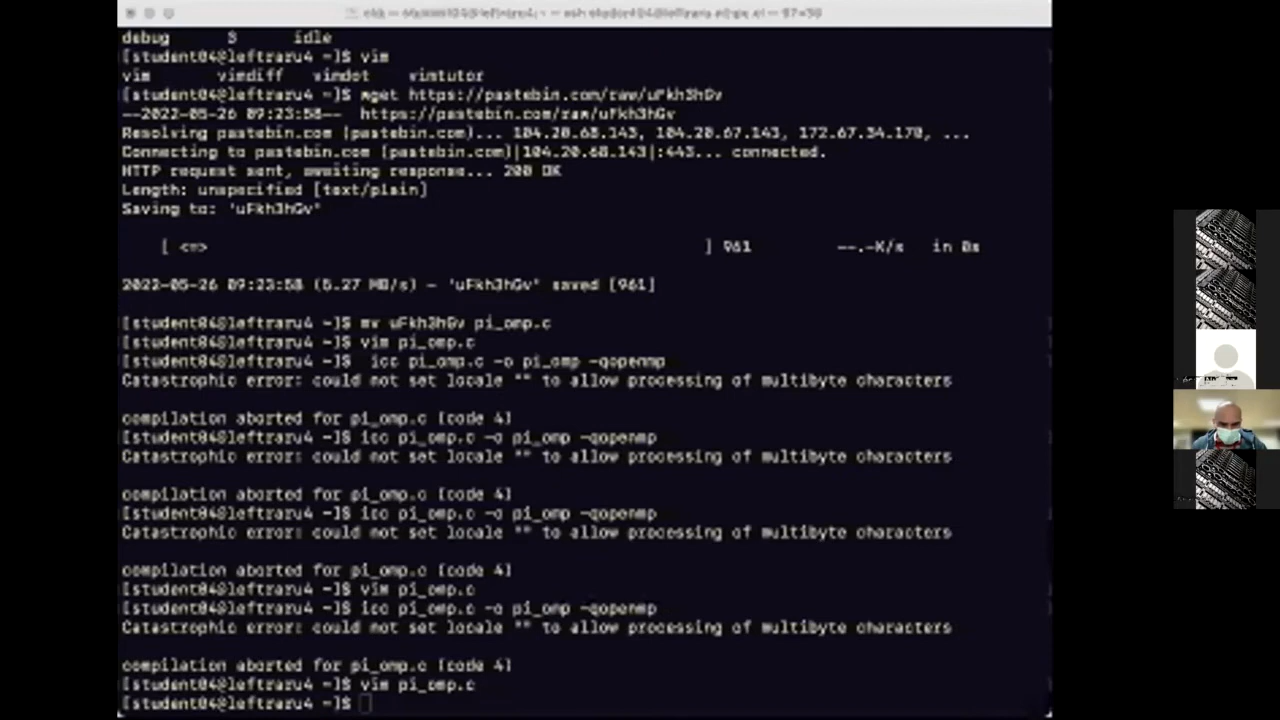 debug 8 idle
[student04@leftraru4 ~]$ vim
vim vimdiff vimdot vimtutor
[student04@leftraru4 ~]$ wget https://pastebin.com/raw/uFkh3hGv
--2022-05-26 09:23:58-- https://pastebin.com/raw/uFkh3hGv
Resolving pastebin.com (pastebin.com)... 104.20.68.143, 104.20.67.143, 172.67.34.170, ...
Connecting to pastebin.com (pastebin.com)|104.20.68.143|:443... connected.
HTTP request sent, awaiting response... 200 OK
Length: unspecified [text/plain]
Saving to: 'uFkh3hGv'
[ <=> ] 961 --.-K/s in 0s
2022-05-26 09:23:58 (5.27 MB/s) - 'uFkh3hGv' saved [961]
[student04@leftraru4 ~]$ mv uFkh3hGv pi_omp.c
[student04@leftraru4 ~]$ vim pi_omp.c
[student04@leftraru4 ~]$ icc pi_omp.c -o pi_omp -qopenmp
Catastrophic error: could not set locale "" to allow processing of multibyte characters
compilation aborted for pi_omp.c (code 4)
[student04@leftraru4 ~]$ icc pi_omp.c -o pi_omp -qopenmp
Catastrophic error: could not set locale "" to allow processing of multibyte characters
compilation aborted for pi_omp.c (code 4)
[student04@leftraru4 ~]$ icc pi_omp.c -o pi_omp -qopenmp
Catastrophic error: could not set locale "" to allow processing of multibyte characters
compilation aborted for pi_omp.c (code 4)
[student04@leftraru4 ~]$ vim pi_omp.c
[student04@leftraru4 ~]$ icc pi_omp.c -o pi_omp -qopenmp
Catastrophic error: could not set locale "" to allow processing of multibyte characters
compilation aborted for pi_omp.c (code 4)
[student04@leftraru4 ~]$ vim pi_omp.c
[student04@leftraru4 ~]$